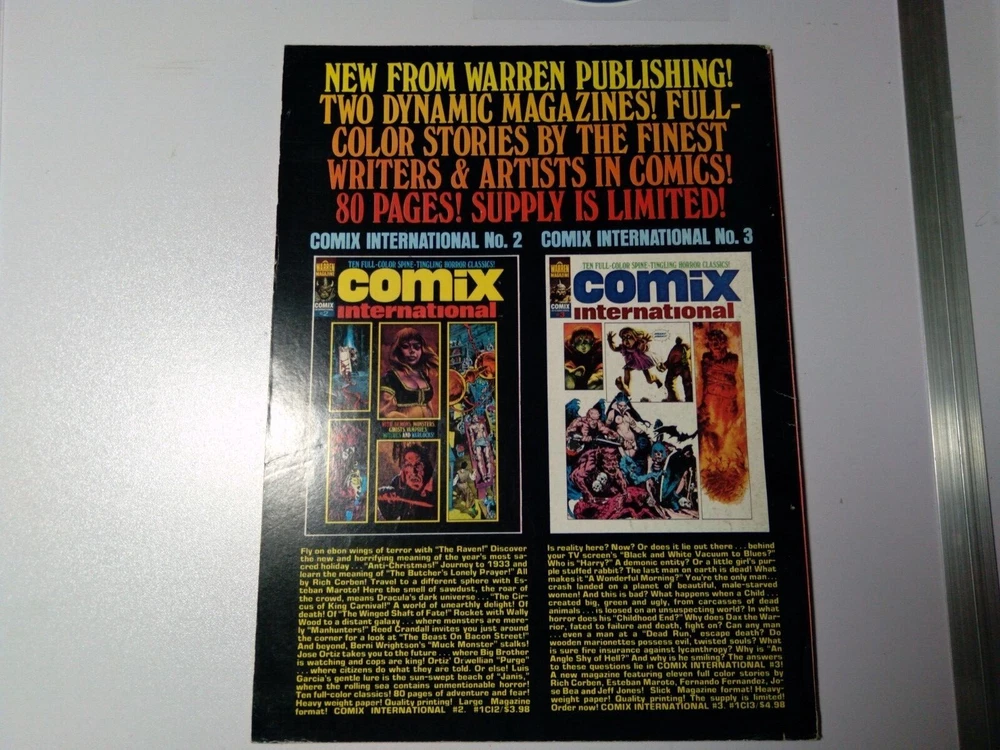 NEW FROM WARREN PUBLISHING!
TWO DYNAMIC MAGAZINES! FULL-
COLOR STORIES BY THE FINEST
WRITERS & ARTISTS IN COMICS!
80 PAGES! SUPPLY IS LIMITED!
COMIX INTERNATIONAL No. 2
WARREN MAGAZINE
TEN FULL-COLOR SPINE-TINGLING HORROR CLASSICS!
comix
international
COMIX
Fly on ebon wings of terror with "The Raven!" Discover
the new and horrifying meaning of the year's most sa-
cred holiday ... "Anti-Christmas!" Journey to 1933 and
learn the meaning of "The Butcher's Lonely Prayer!" All
by Rich Corben! Travel to a different sphere with Es-
teban Maroto! Here the smell of sawdust, the roar of
the crowd, means Dracula's dark universe ... "The Cir-
cus of King Carnival!" A world of unearthly delight! Of
death! Of "The Winged Shaft of Fate!" Rocket with Wally
Wood to a distant galaxy ... where monsters are mere-
ly "Manhunters!" Reed Crandall invites you just around
the corner for a look at "The Beast On Bacon Street!"
And beyond, Berni Wrightson's "Muck Monster" stalks!
Jose Ortiz takes you to the future ... where Big Brother
is watching and cops are king! Ortiz' Orwellian "Purge"
... where citizens do what they are told. Or else! Luis
Garcia's gentle lure is the sun-swept beach of "Janis,"
where the rolling sea contains unmentionable horror!
Ten full-color classics! 80 pages of adventure and fear!
Heavy weight paper! Quality printing! Large Magazine
format! COMIX INTERNATIONAL #2. #1CI2/$3.98
COMIX INTERNATIONAL No. 3
WARREN MAGAZINE
TEN FULL-COLOR SPINE-TINGLING HORROR CLASSICS!
comix
international
COMIX
Is reality here? Now? Or does it lie out there ... behind
your TV screen's "Black and White Vacuum to Blues?"
Who is "Harry?" A demonic entity? Or a little girl's pur-
ple stuffed rabbit? The last man on earth is dead! What
makes it "A Wonderful Morning?" You're the only man ...
crash landed on a planet of beautiful, male-starved
women! And this is bad? What happens when a Child ...
created big, green and ugly, from carcasses of dead
animals ... is loosed on an unsuspecting world? In what
horror does his "Childhood End?" Why does Dax the War-
rior, fated to failure and death, fight on? Can any man
... even a man at a "Dead Run," escape death? Do
wooden marionettes possess evil, twisted souls? What
is sure fire insurance against lycanthropy? Why is "An
Angle Shy of Hell?" And why is he smiling? The answers
to these questions lie in COMIX INTERNATIONAL #3!
A new magazine featuring eleven full color stories by
Rich Corben, Esteban Maroto, Fernando Fernandez, Jo-
se Bea and Jeff Jones! Slick Magazine format! Heavy-
weight paper! Quality printing! The supply is limited!
Order now! COMIX INTERNATIONAL #3. #1CI3/$4.98